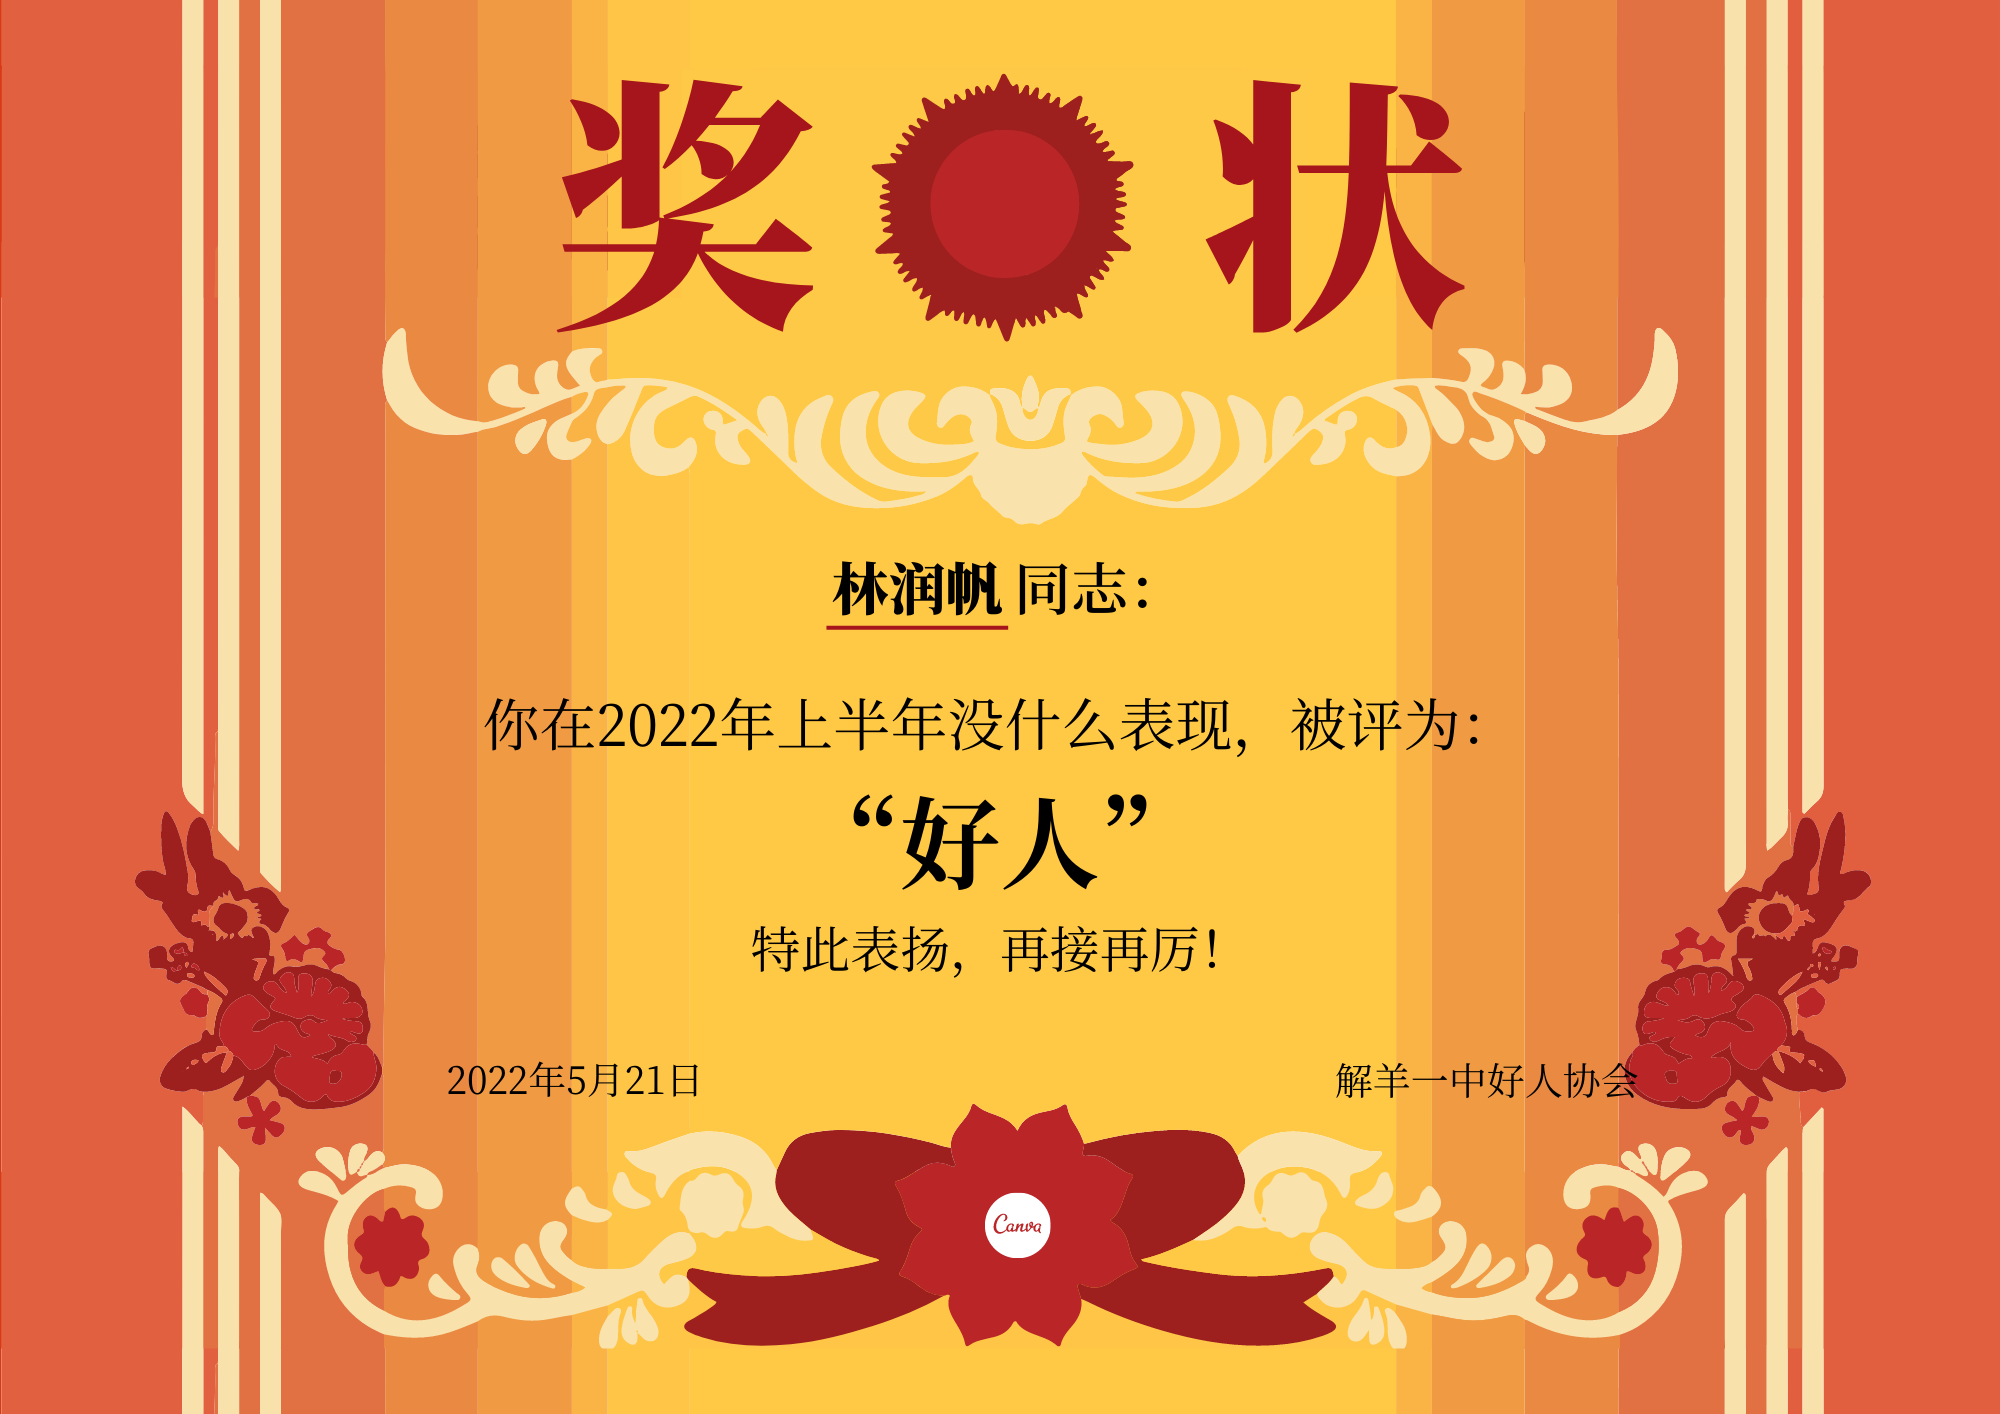 奖 状
林润帆 同志：
你在2022年上半年没什么表现，被评为：
“好人”
特此表扬，再接再厉！
2022年5月21日
解羊一中好人协会
Canva